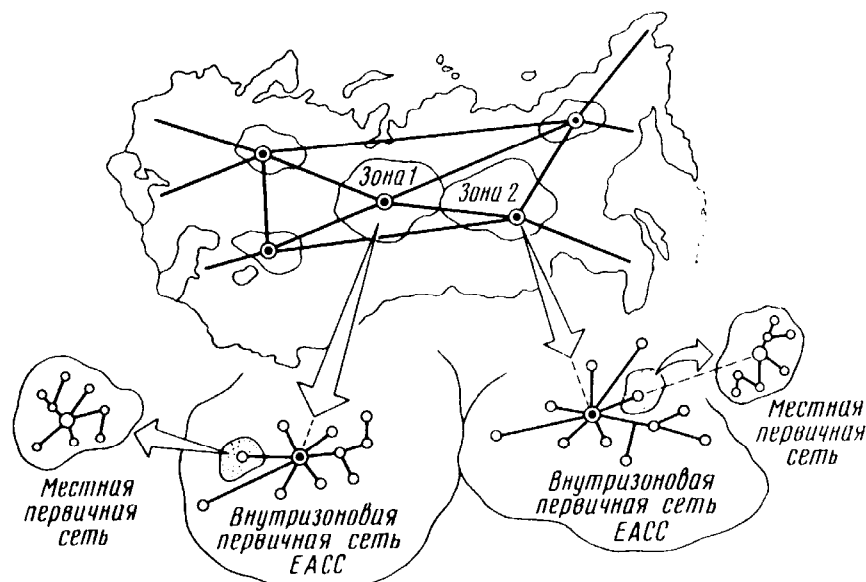 Зона 1
Зона 2
Местная
первичная
сеть
Внутризоновая
первичная сеть
ЕАСС
Внутризоновая
первичная сеть
ЕАСС
Местная
первичная
сеть